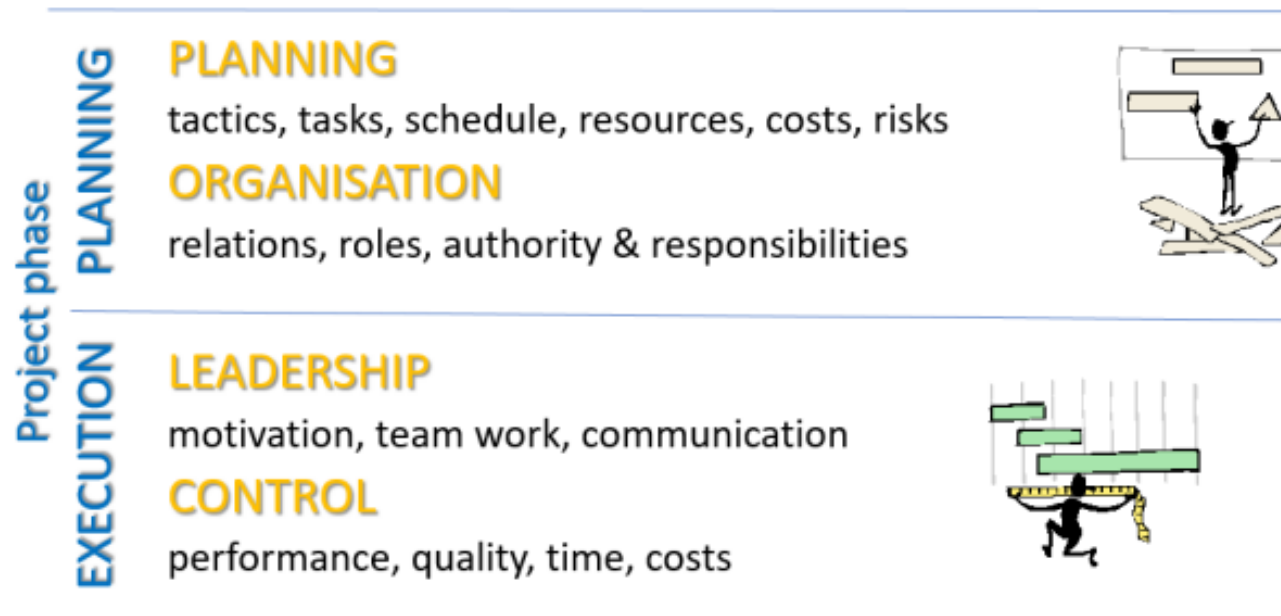 Project phase
PLANNING
PLANNING
tactics, tasks, schedule, resources, costs, risks
ORGANISATION
relations, roles, authority & responsibilities
EXECUTION
LEADERSHIP
motivation, team work, communication
CONTROL
performance, quality, time, costs